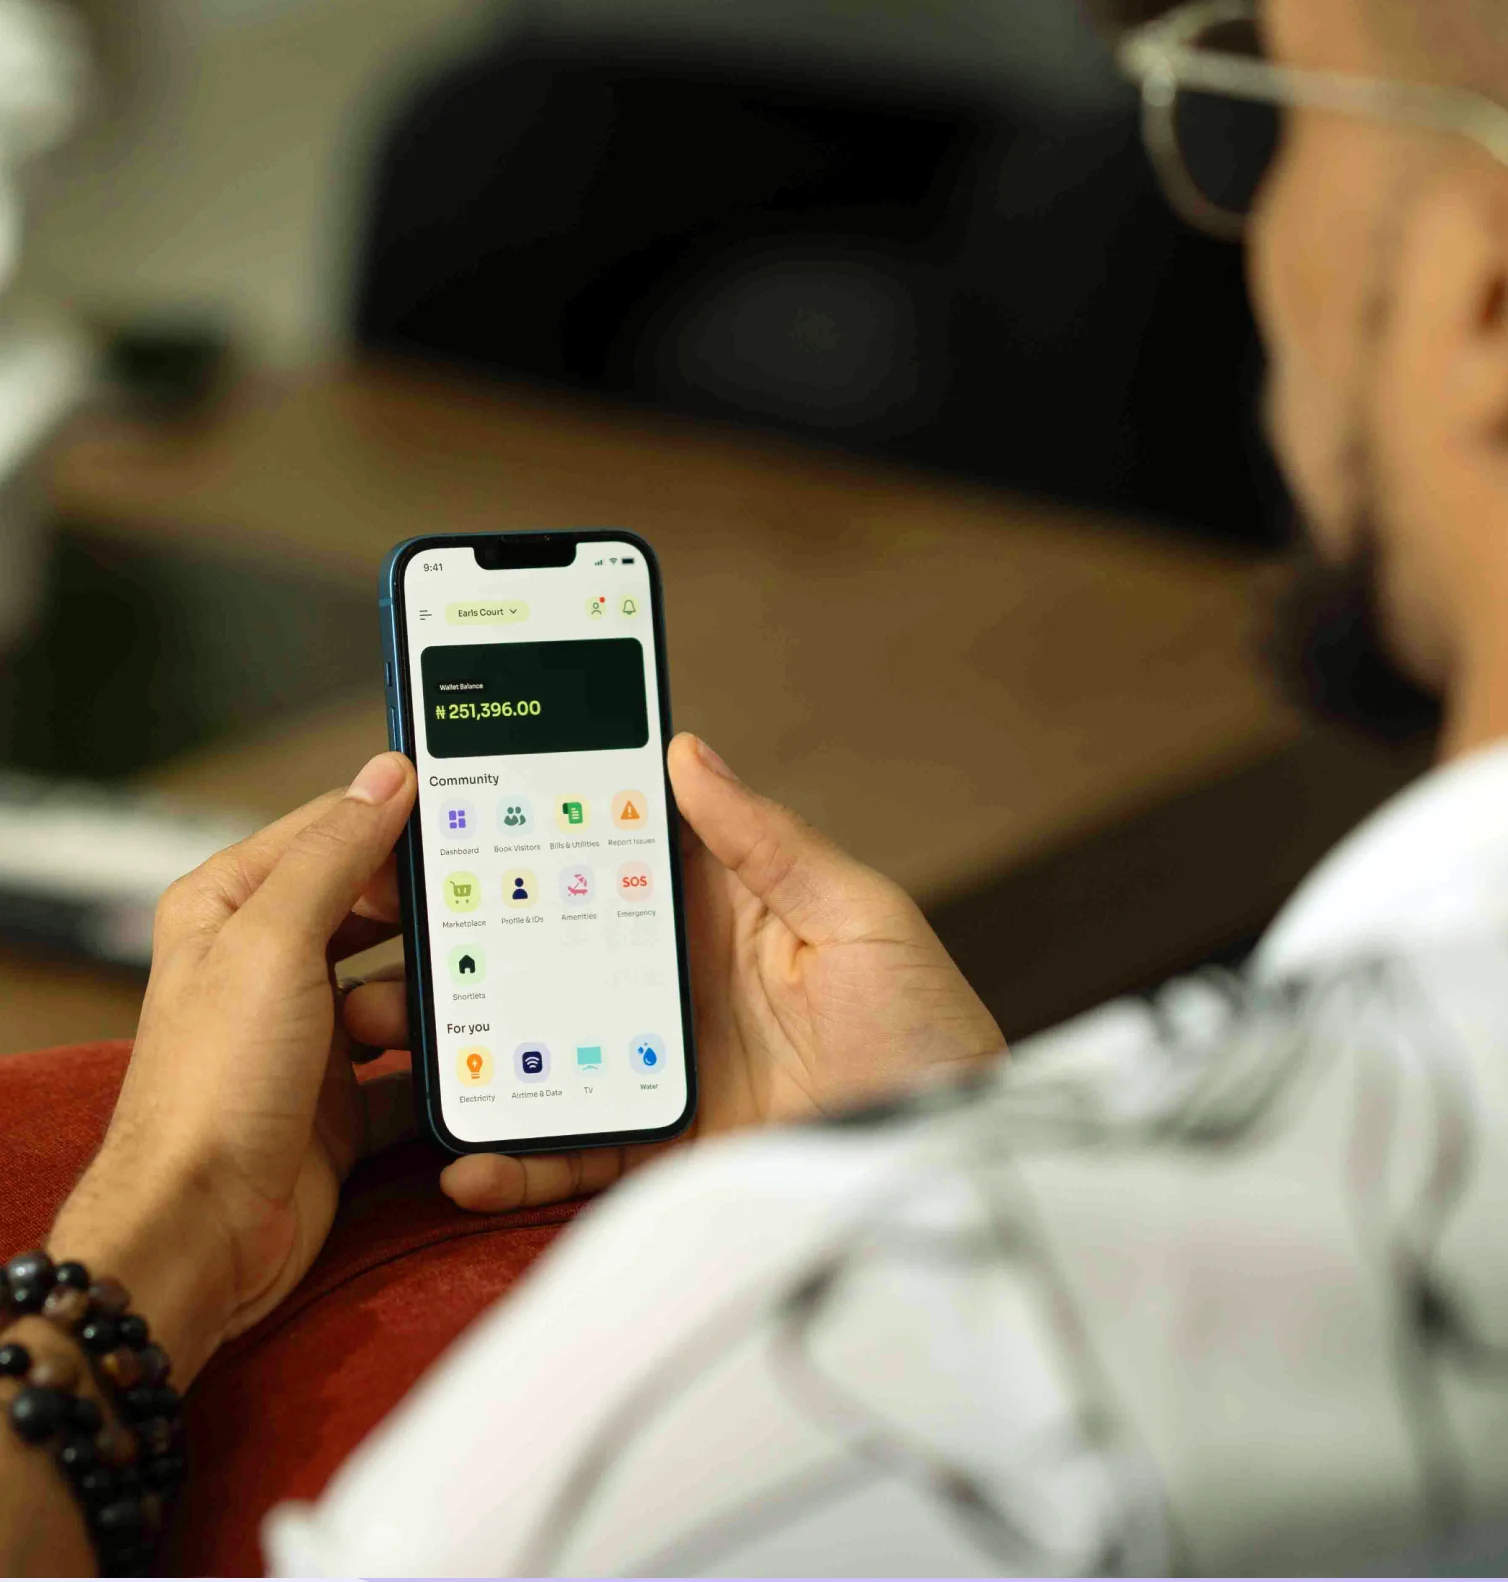 9:41
Earls Court
Wallet Balance
₦ 251,396.00
Community
Dashboard
Book Visitors
Bills & Utilities
Report Issues
Marketplace
Profile & IDs
Amenities
SOS
Emergency
Shortlets
For you
Electricity
Airtime & Data
TV
Water